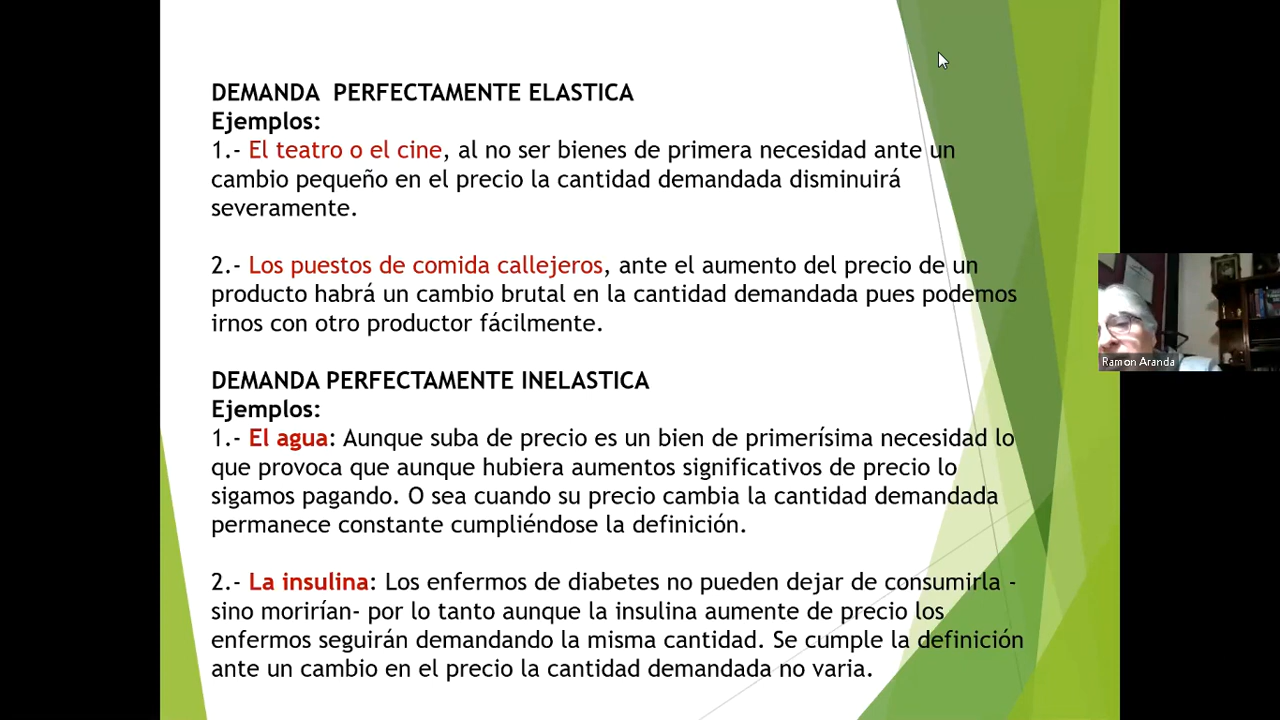 DEMANDA PERFECTAMENTE ELASTICA
Ejemplos:
1.- El teatro o el cine, al no ser bienes de primera necesidad ante un
cambio pequeño en el precio la cantidad demandada disminuirá
severamente.
2.- Los puestos de comida callejeros, ante el aumento del precio de un
producto habrá un cambio brutal en la cantidad demandada pues podemos
irnos con otro productor fácilmente.
DEMANDA PERFECTAMENTE INELASTICA
Ejemplos:
1.- El agua: Aunque suba de precio es un bien de primerísima necesidad lo
que provoca que aunque hubiera aumentos significativos de precio lo
sigamos pagando. O sea cuando su precio cambia la cantidad demandada
permanece constante cumpliéndose la definición.
2.- La insulina: Los enfermos de diabetes no pueden dejar de consumirla -
sino morirían- por lo tanto aunque la insulina aumente de precio los
enfermos seguirán demandando la misma cantidad. Se cumple la definición
ante un cambio en el precio la cantidad demandada no varia.
Ramon Aranda